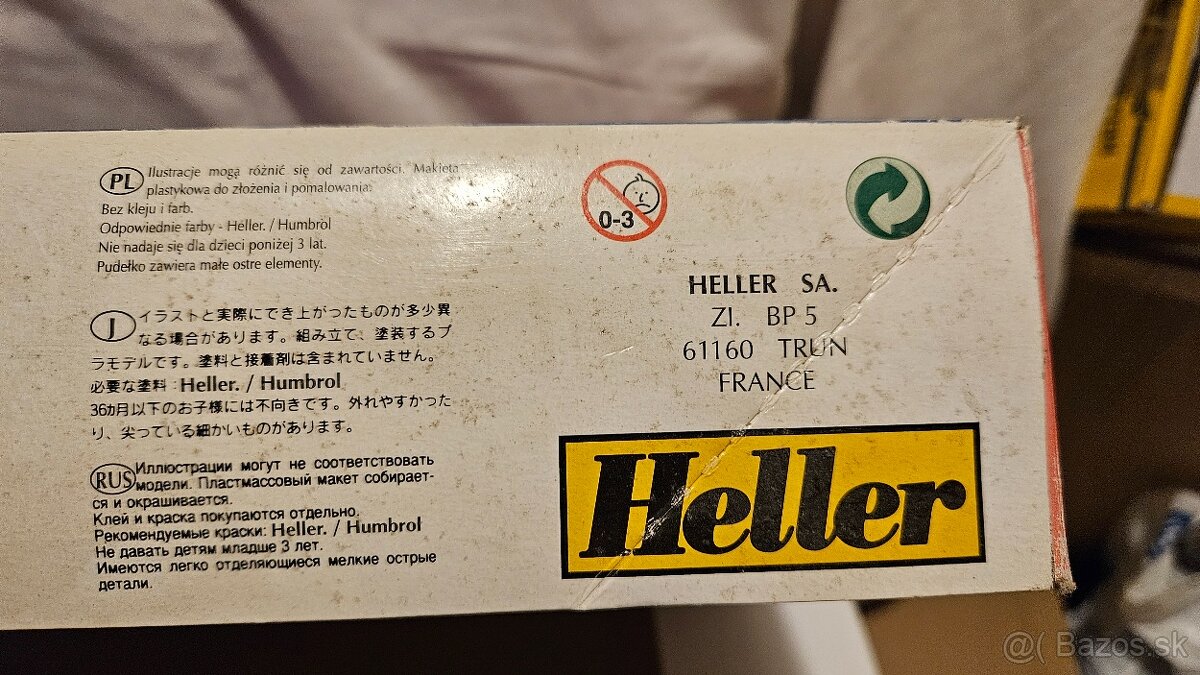 PL Ilustracje mogą różnić się od zawartości. Makieta
plastykowa do złożenia i pomalowania.
Bez kleju i farb.
Odpowiednie farby - Heller. / Humbrol
Nie nadaje się dla dzieci poniżej 3 lat.
Pudełko zawiera małe ostre elementy.
J イラストと実際にでき上がったものが多少異
なる場合があります。組み立て、塗装するプ
ラモデルです。塗料と接着剤は含まれていません。
必要な塗料 : Heller. / Humbrol
36カ月以下のお子様には不向きです。外れやすかった
り、尖っている細かいものがあります。
RUS Иллюстрации могут не соответствовать
модели. Пластмассовый макет собирает-
ся и окрашивается.
Клей и краска покупаются отдельно.
Рекомендуемые краски: Heller. / Humbrol
Не давать детям младше 3 лет.
Имеются легко отделяющиеся мелкие острые
детали.
0-3
HELLER SA.
ZI. BP 5
61160 TRUN
FRANCE
Heller
@( Bazos.sk